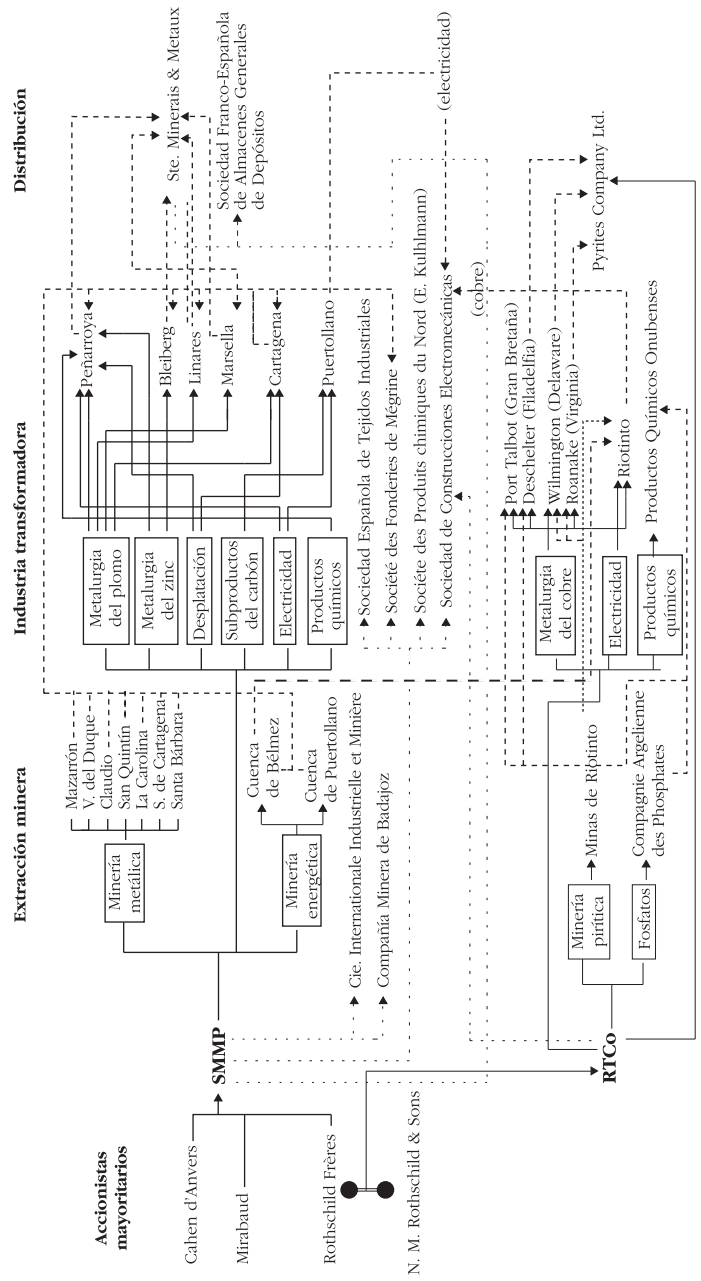 Accionistas
mayoritarios
Extracción minera
Industria transformadora
Distribución
Cahen d'Anvers
Mirabaud
Rothschild Frères
N. M. Rothschild & Sons
SMMP
RTCo
Minería
metálica
Mazarrón
V. del Duque
Claudio
San Quintín
La Carolina
S. de Cartagena
Santa Bárbara
Minería
energética
Cuenca
de Bélmez
Cuenca
de Puertollano
Cie. Internationale Industrielle et Minière
Compañía Minera de Badajoz
Minería
pirítica
Minas de Riotinto
Fosfatos
Compagnie Argelienne
des Phosphates
Metalurgia
del plomo
Metalurgia
del zinc
Desplatación
Subproductos
del carbón
Electricidad
Productos
químicos
Peñarroya
Bleiberg
Linares
Marsella
Cartagena
Puertollano
Sociedad Española de Tejidos Industriales
Société des Fonderies de Mégrine
Sociéte des Produits chimiques du Nord (E. Kulhlmann)
Sociedad de Construcciones Electromecánicas
(cobre)
(electricidad)
Metalurgia
del cobre
Electricidad
Productos
químicos
Port Talbot (Gran Bretaña)
Deschelter (Filadelfia)
Wilmington (Delaware)
Roanake (Virginia)
Riotinto
Productos Químicos Onubenses
Ste. Minerais & Metaux
Sociedad Franco-Española
de Almacenes Generales
de Depósitos
Pyrites Company Ltd.